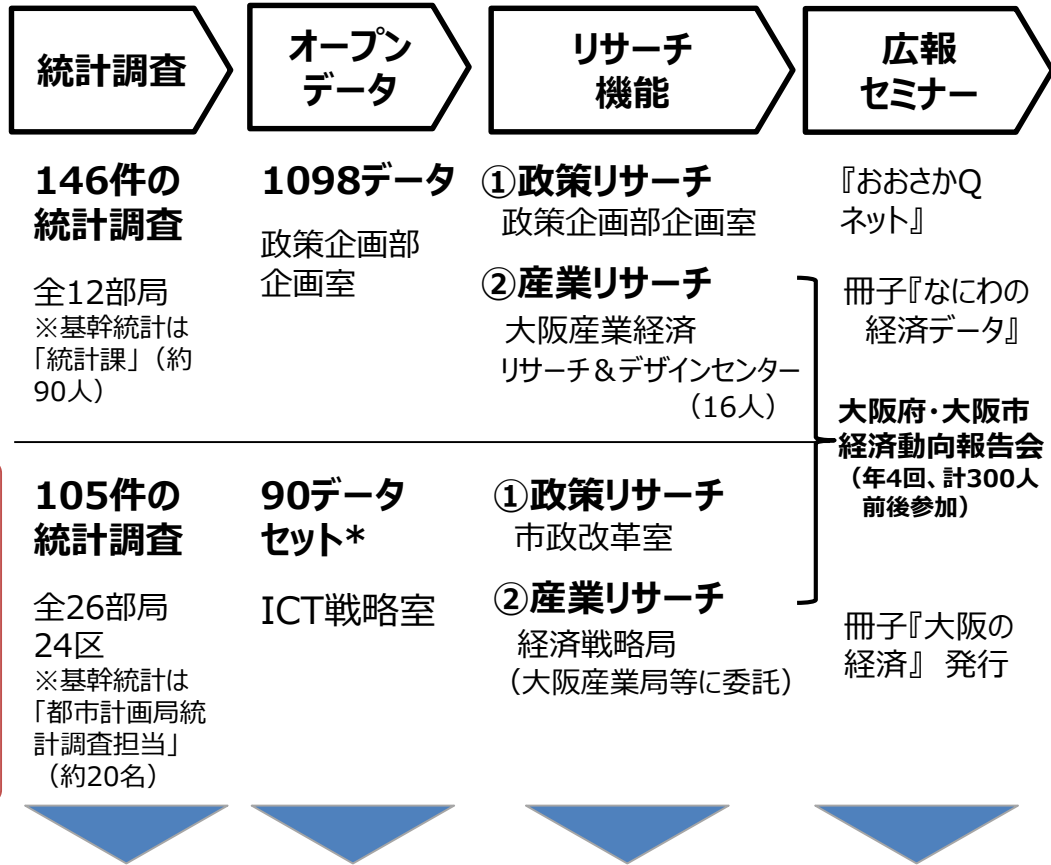 統計調査
オープン
データ
リサーチ
機能
広報
セミナー
146件の
統計調査
全12部局
※基幹統計は
「統計課」（約
90人）
1098データ
政策企画部
企画室
①政策リサーチ
政策企画部企画室
②産業リサーチ
大阪産業経済
リサーチ＆デザインセンター
（16人）
『おおさかQ
ネット』
冊子『なにわの
経済データ』
大阪府・大阪市
経済動向報告会
（年4回、計300人
前後参加）
105件の
統計調査
全26部局
24区
※基幹統計は
「都市計画局統
計調査担当」
（約20名）
90データ
セット*
ICT戦略室
①政策リサーチ
市政改革室
②産業リサーチ
経済戦略局
（大阪産業局等に委託）
冊子『大阪の
経済』 発行